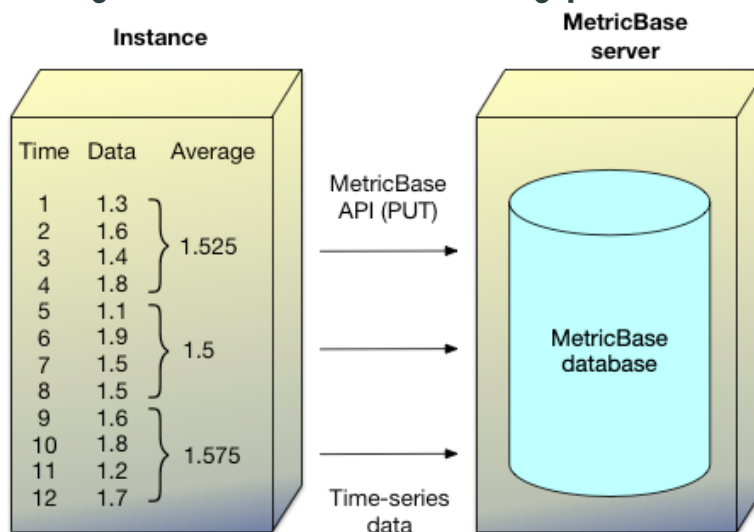 Instance
MetricBase
server
Time Data Average
1 1.3
2 1.6
3 1.4
4 1.8
1.525
5 1.1
6 1.9
7 1.5
8 1.5
1.5
9 1.6
10 1.8
11 1.2
12 1.7
1.575
MetricBase
API (PUT)
Time-series
data
MetricBase
database